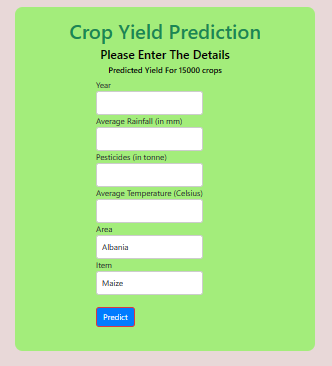 Crop Yield Prediction
Please Enter The Details
Predicted Yield For 15000 crops
Year
Average Rainfall (in mm)
Pesticides (in tonne)
Average Temperature (Celsius)
Area
Albania
Item
Maize
Predict